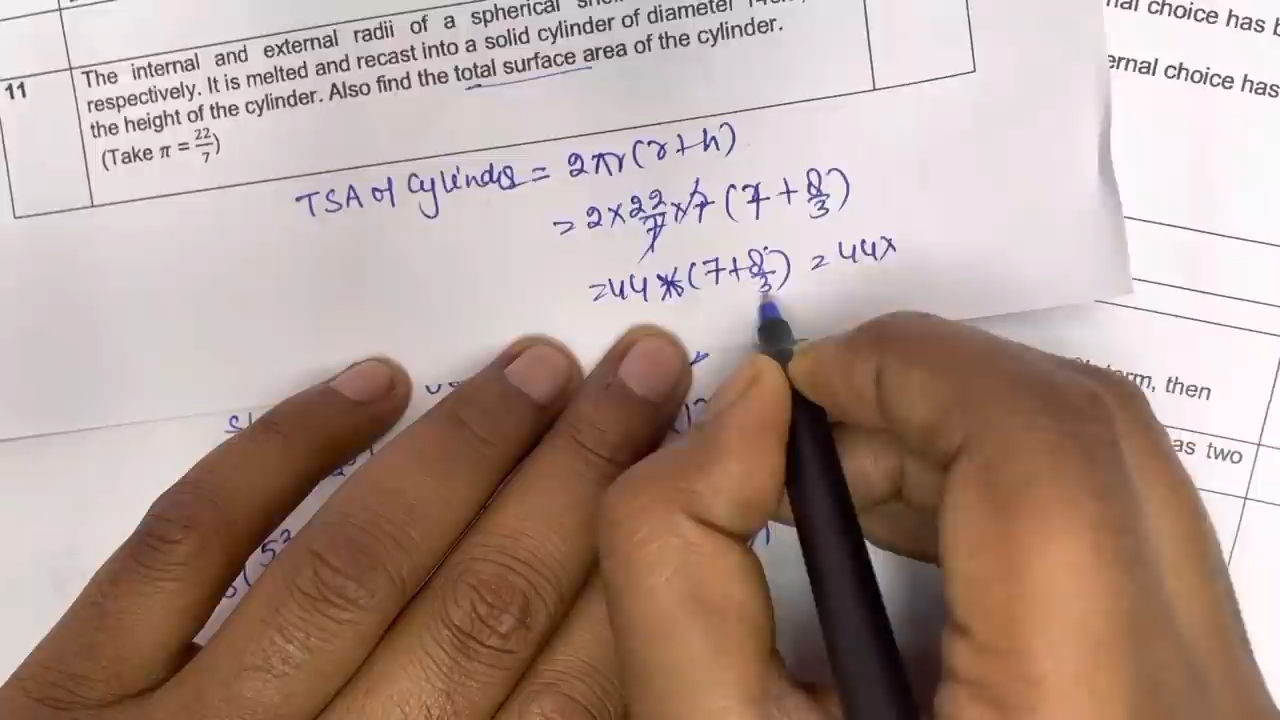 11
The internal and external radii of a spherical
respectively. It is melted and recast into a solid cylinder of diameter
the height of the cylinder. Also find the total surface area of the cylinder.
(Take π = 22/7)
TSA of Cylinder = 2πr(r+h)
= 2×22/7×7 (7+8/3)
=44×(7+8/3) = 44×
choice has
choice has
term, then
as two